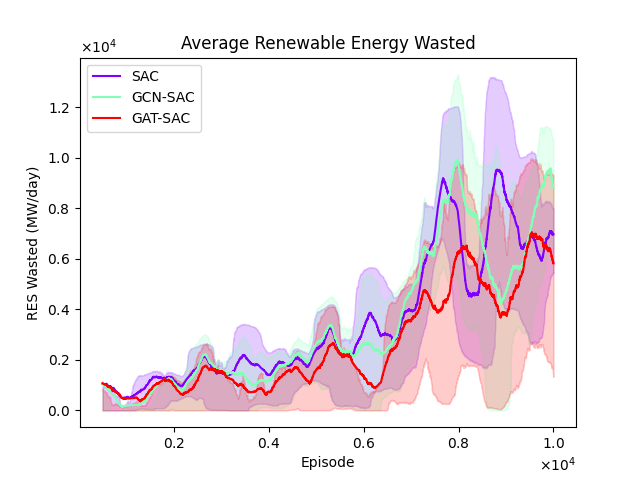 Average Renewable Energy Wasted
×10⁴
SAC
GCN-SAC
GAT-SAC
RES Wasted (MW/day)
1.2
1.0
0.8
0.6
0.4
0.2
0.0
0.2
0.4
0.6
0.8
1.0
Episode
×10⁴